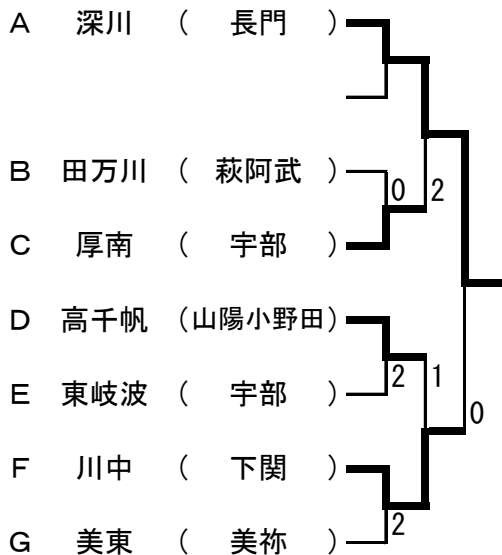 A 深川 ( 長門 )
B 田万川 ( 萩阿武 )
0 2
C 厚南 ( 宇部 )
D 高千帆 (山陽小野田)
E 東岐波 ( 宇部 )
2 1
0
F 川中 ( 下関 )
2
G 美東 ( 美祢 )